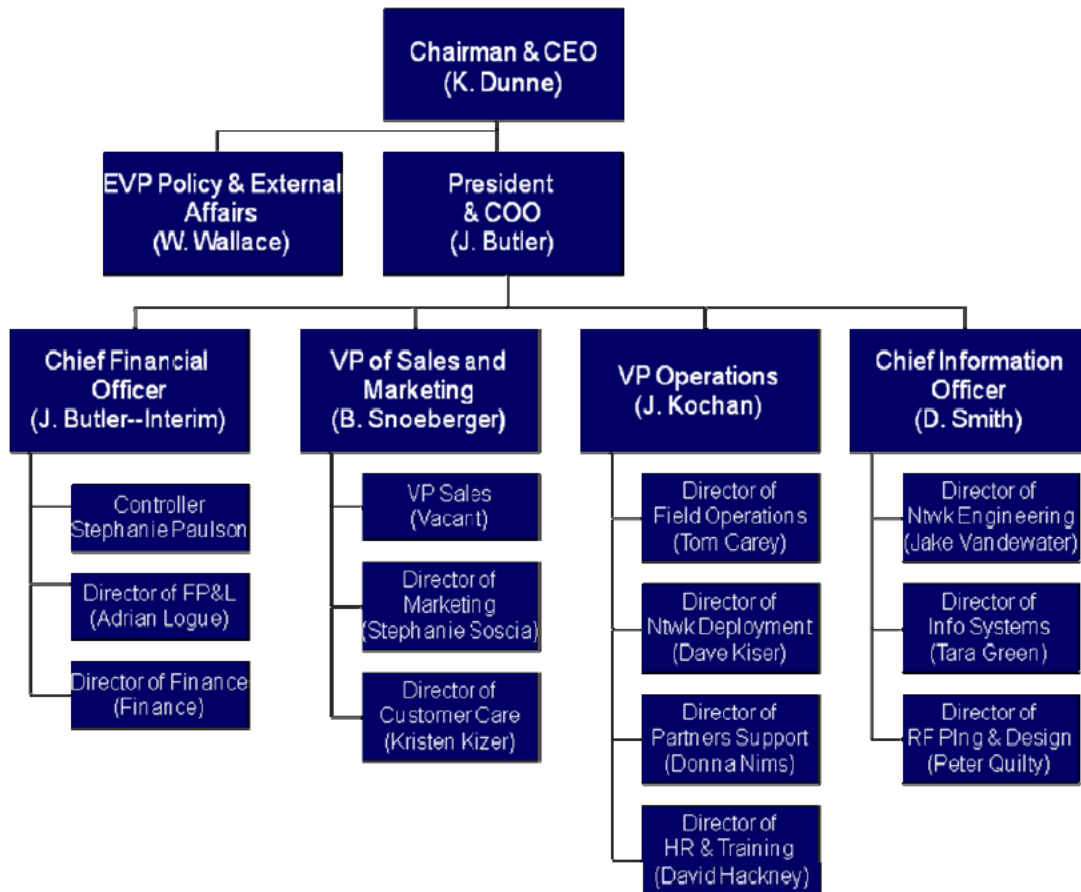 Chairman & CEO
(K. Dunne)
EVP Policy & External
Affairs
(W. Wallace)
President
& COO
(J. Butler)
Chief Financial
Officer
(J. Butler--Interim)
VP of Sales and
Marketing
(B. Snoeberger)
VP Operations
(J. Kochan)
Chief Information
Officer
(D. Smith)
Controller
Stephanie Paulson
Director of FP&L
(Adrian Logue)
Director of Finance
(Finance)
VP Sales
(Vacant)
Director of
Marketing
(Stephanie Soscia)
Director of
Customer Care
(Kristen Kizer)
Director of
Field Operations
(Tom Carey)
Director of
Ntwk Deployment
(Dave Kiser)
Director of
Partners Support
(Donna Nims)
Director of
HR & Training
(David Hackney)
Director of
Ntwk Engineering
(Jake Vandewater)
Director of
Info Systems
(Tara Green)
Director of
RF Plng & Design
(Peter Quilty)